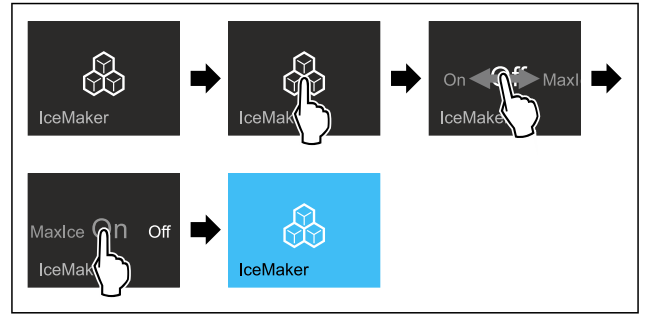 IceMaker
IceMak
On Off MaxI
IceMake
MaxIce On Off
IceMak
IceMaker